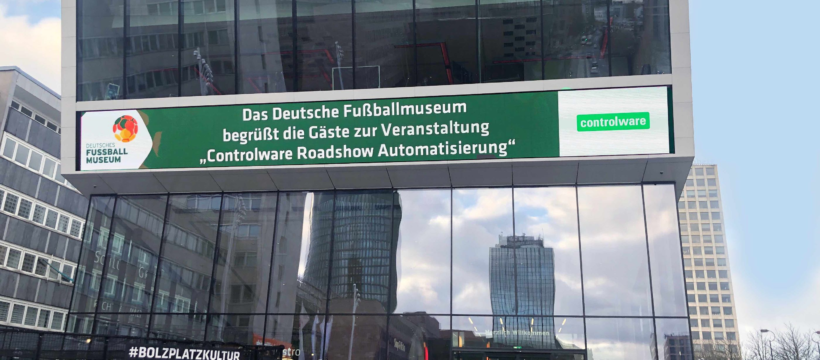 Das Deutsche Fußballmuseum
begrüßt die Gäste zur Veranstaltung
„Controlware Roadshow Automatisierung“
DEUTSCHES
FUSSBALL
MUSEUM
controlware
#BOLZPLATZKULTUR